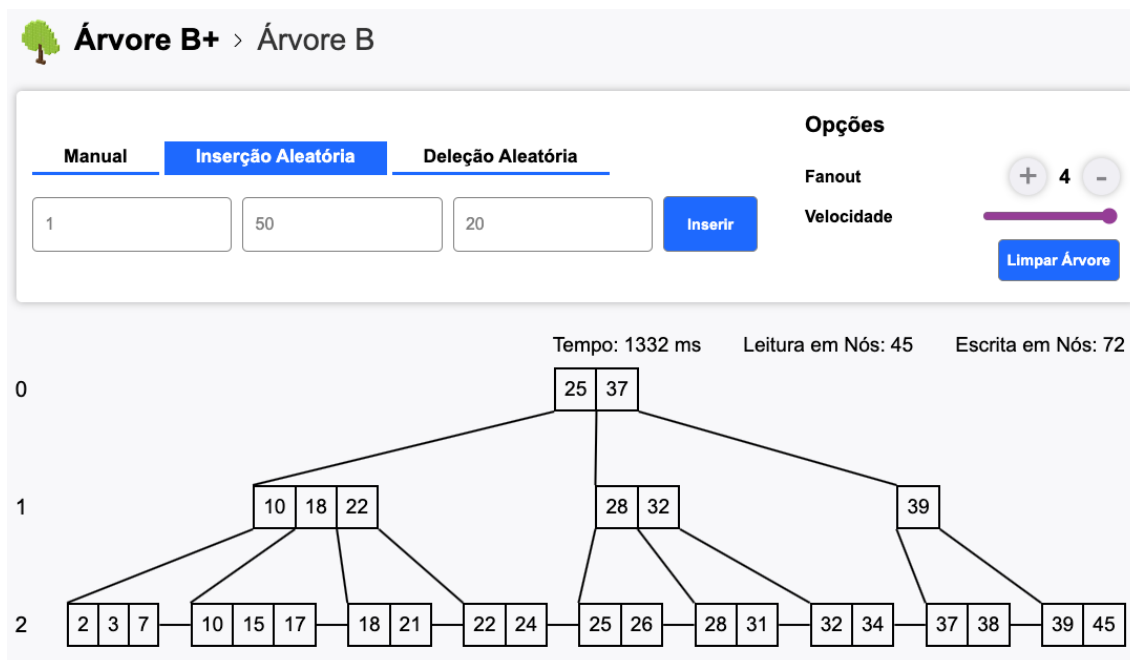 Árvore B+ > Árvore B
Opções
Manual Inserção Aleatória Deleção Aleatória
Fanout + 4 -
1 50 20 Inserir
Velocidade
Limpar Árvore
Tempo: 1332 ms Leitura em Nós: 45 Escrita em Nós: 72
0 25 37
1 10 18 22 28 32 39
2 2 3 7 10 15 17 18 21 22 24 25 26 28 31 32 34 37 38 39 45